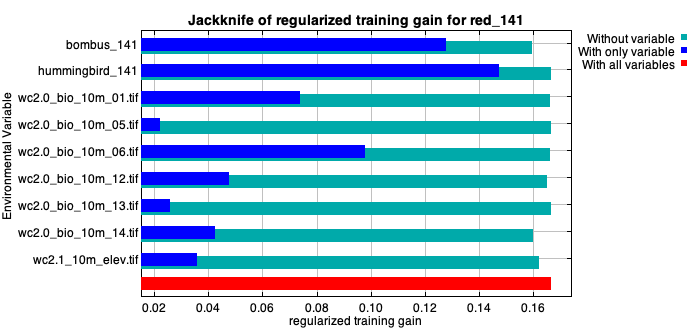 Jackknife of regularized training gain for red_141
Without variable
With only variable
With all variables
Environmental Variable
bombus_141
hummingbird_141
wc2.0_bio_10m_01.tif
wc2.0_bio_10m_05.tif
wc2.0_bio_10m_06.tif
wc2.0_bio_10m_12.tif
wc2.0_bio_10m_13.tif
wc2.0_bio_10m_14.tif
wc2.1_10m_elev.tif
0.02 0.04 0.06 0.08 0.10 0.12 0.14 0.16
regularized training gain